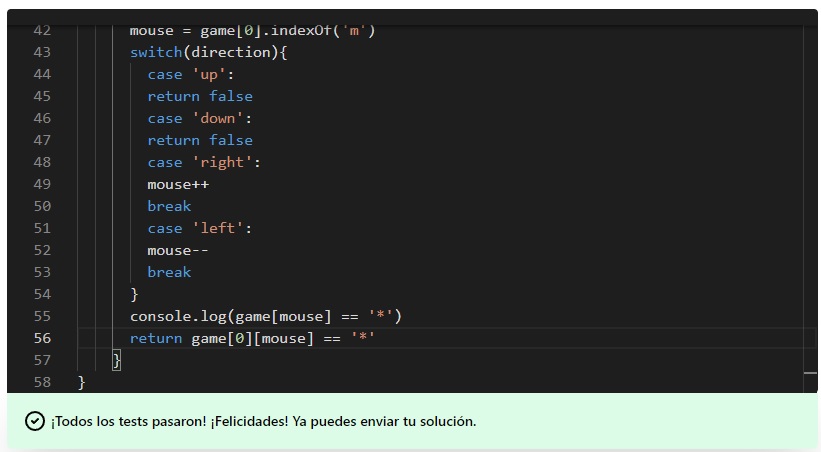 42 mouse = game[0].indexOf('m')
43 switch(direction){
44 case 'up':
45 return false
46 case 'down':
47 return false
48 case 'right':
49 mouse++
50 break
51 case 'left':
52 mouse--
53 break
54 }
55 console.log(game[mouse] == '*')
56 return game[0][mouse] == '*'
57 }
58 }
¡Todos los tests pasaron! ¡Felicidades! Ya puedes enviar tu solución.